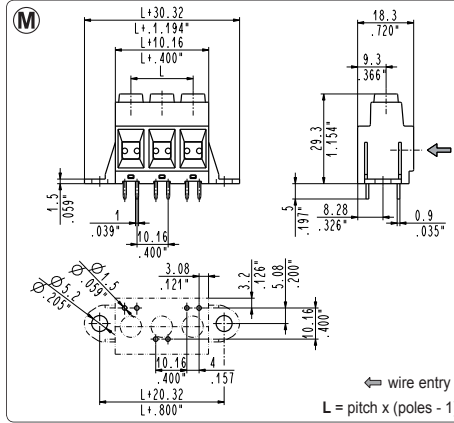 M
L+30.32
L+1.194"
L+10.16
L+.400"
L
18.3
.720"
9.3
.366"
29.3
1.154"
1.5
.059"
1
.039"
10.16
.400"
5
.197"
8.28
.326"
0.9
.035"
Ø1.5
Ø.059"
Ø5.2
Ø.205"
3.08
.121"
3.2
.126"
5.08
.200"
10.16
.400"
10.16
.400"
4
.157
L+20.32
L+.800"
wire entry
L = pitch x (poles - 1